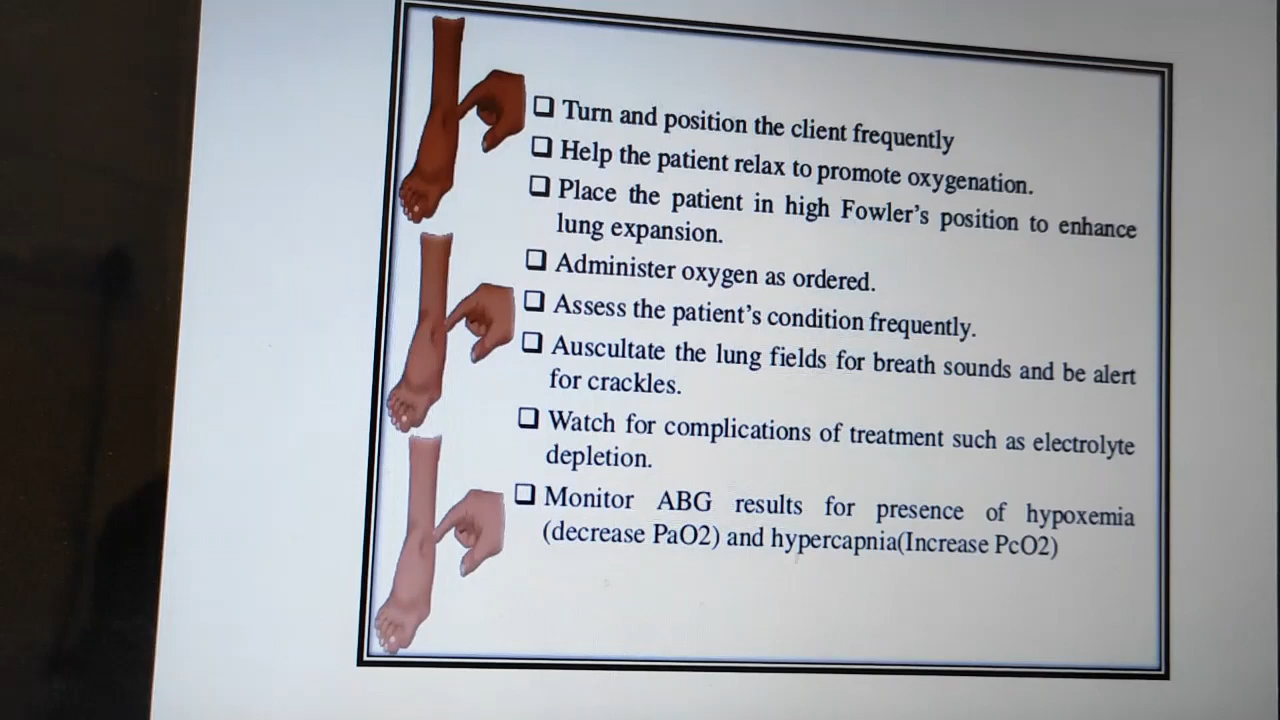 ❑ Turn and position the client frequently
❑ Help the patient relax to promote oxygenation.
❑ Place the patient in high Fowler's position to enhance
lung expansion.
❑ Administer oxygen as ordered.
❑ Assess the patient's condition frequently.
❑ Auscultate the lung fields for breath sounds and be alert
for crackles.
❑ Watch for complications of treatment such as electrolyte
depletion.
❑ Monitor ABG results for presence of hypoxemia
(decrease PaO2) and hypercapnia(Increase PcO2)